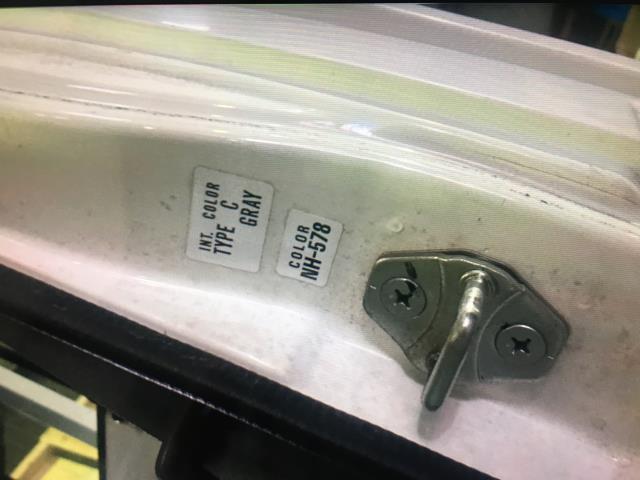 INT. COLOR
TYPE C
GRAY
COLOR
NH-578